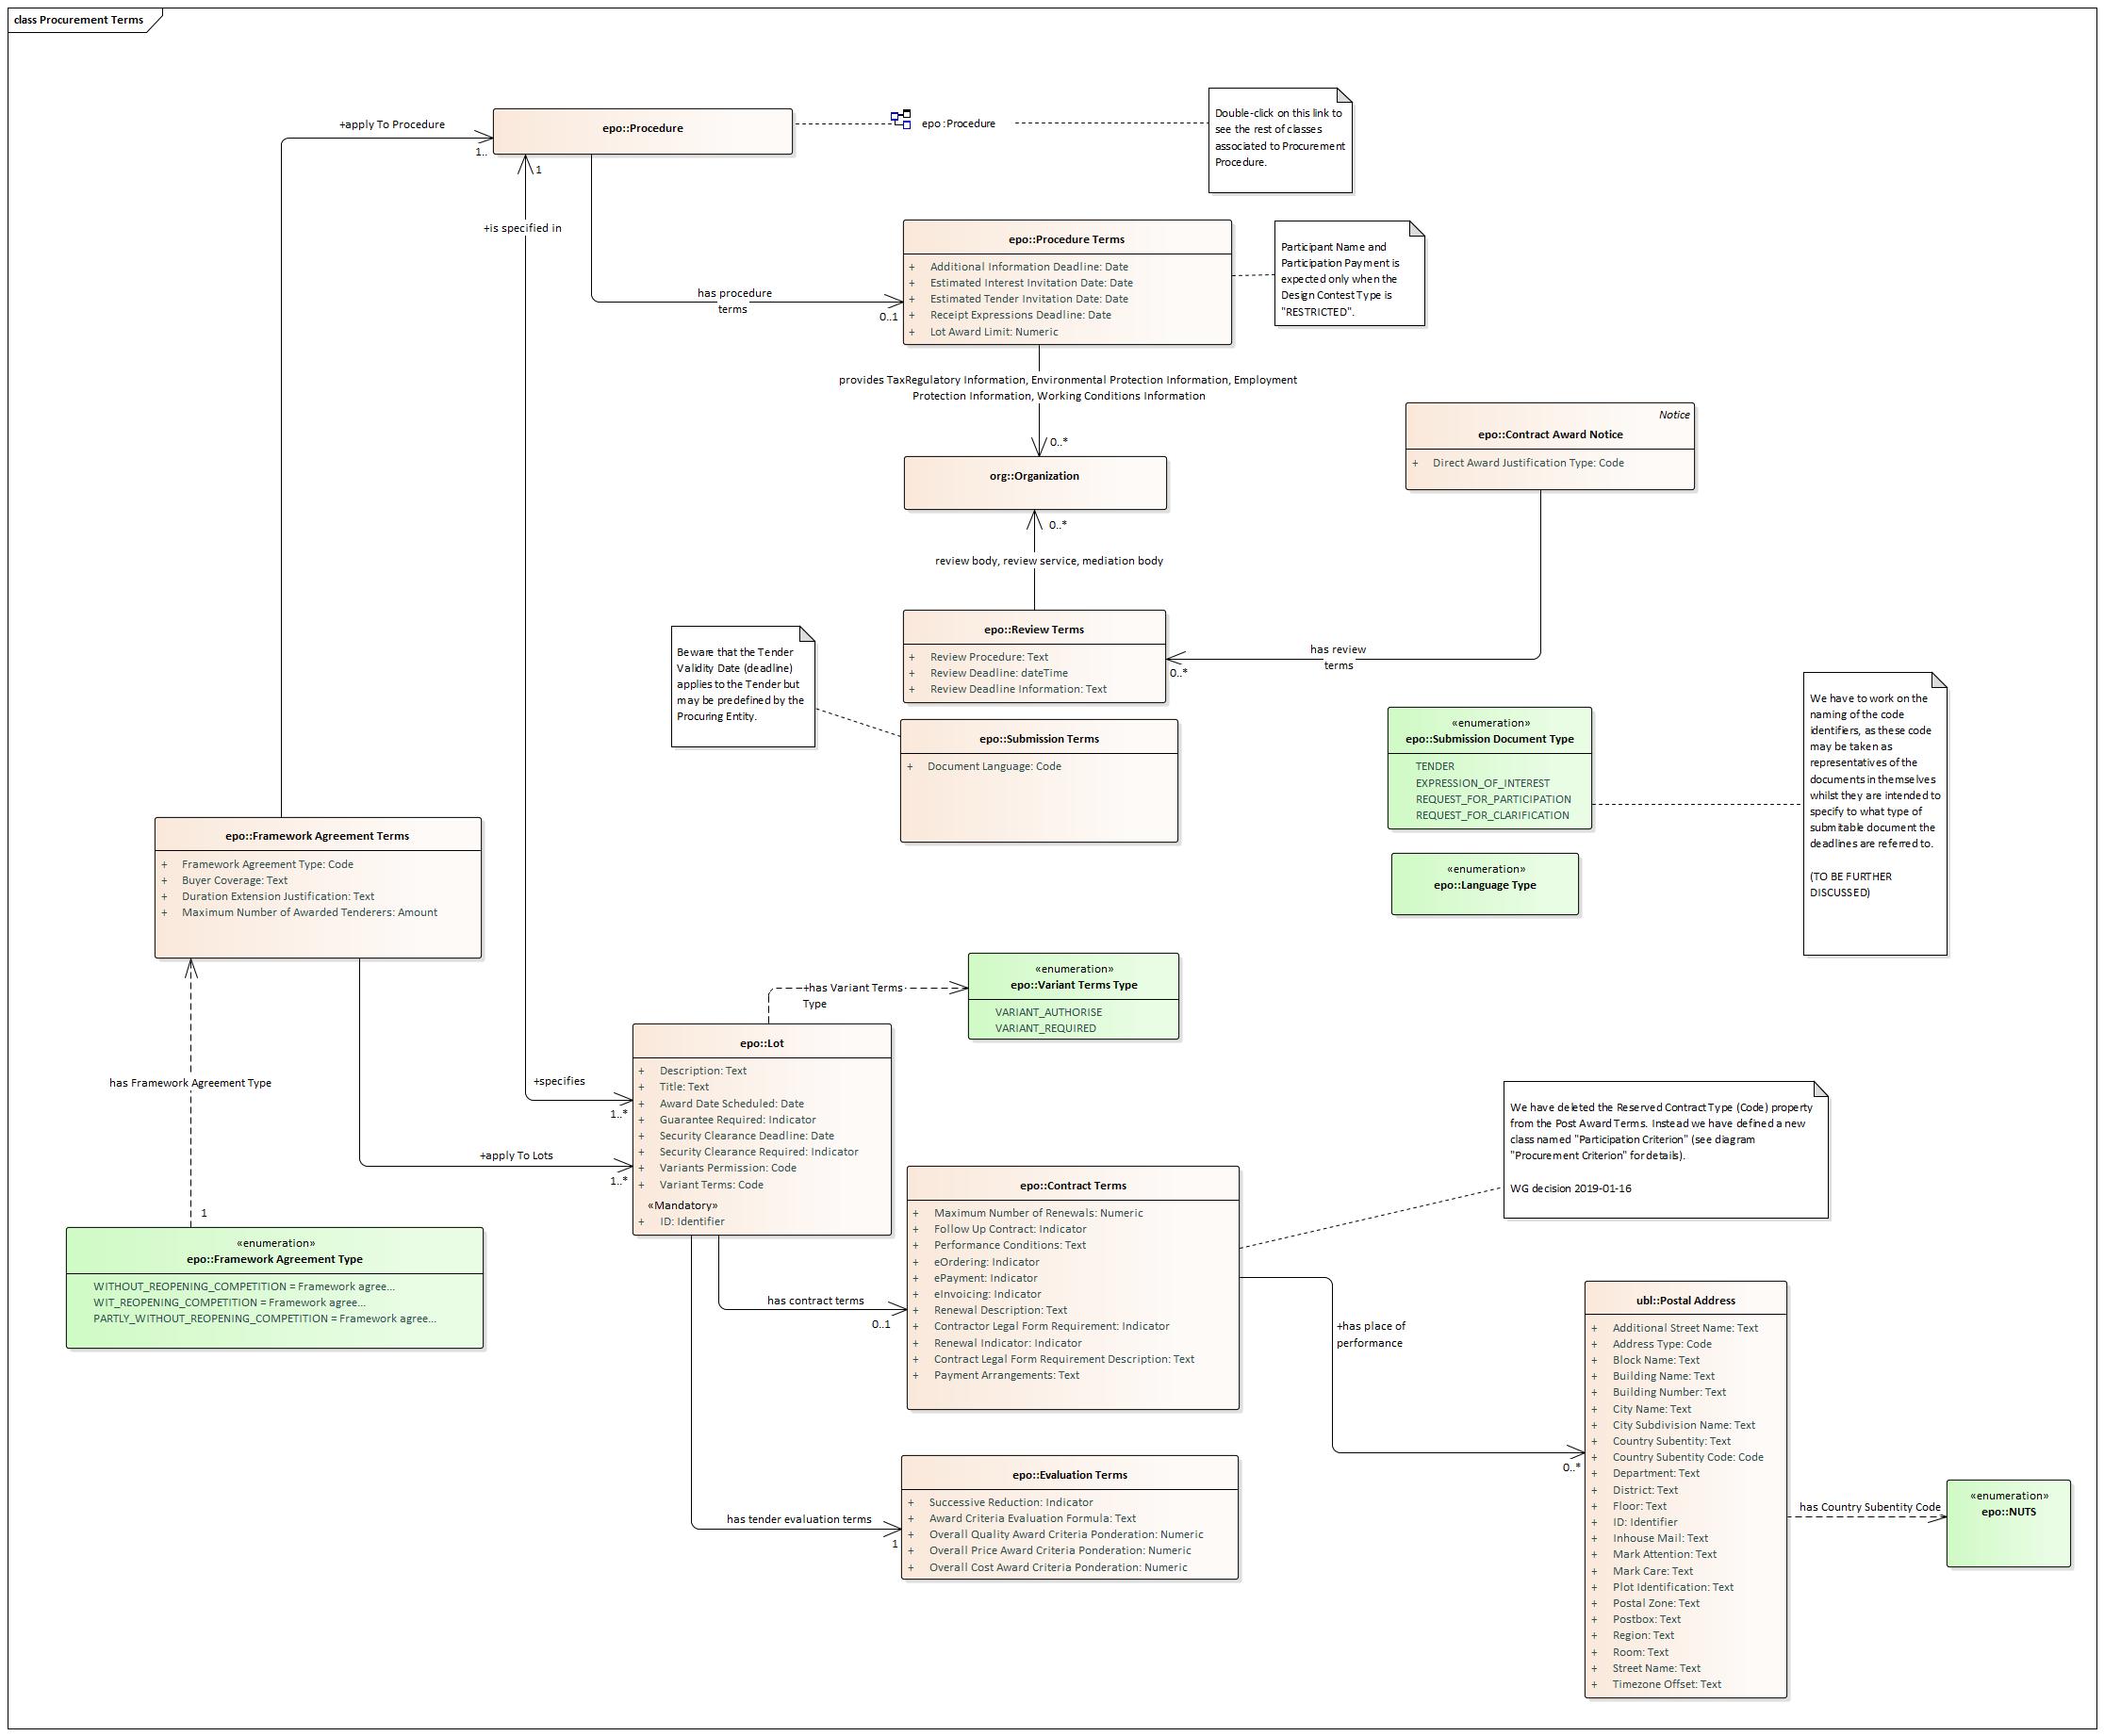 class Procurement Terms
+apply To Procedure
1..
epo::Procedure
1
+is specified in
epo :Procedure
Double-click on this link to
see the rest of classes
associated to Procurement
Procedure.
has procedure
terms
0..1
epo::Procedure Terms
+ Additional Information Deadline: Date
+ Estimated Interest Invitation Date: Date
+ Estimated Tender Invitation Date: Date
+ Receipt Expressions Deadline: Date
+ Lot Award Limit: Numeric
Participant Name and
Participation Payment is
expected only when the
Design Contest Type is
"RESTRICTED".
provides TaxRegulatory Information, Environmental Protection Information, Employment
Protection Information, Working Conditions Information
0..*
org::Organization
0..*
review body, review service, mediation body
Notice
epo::Contract Award Notice
+ Direct Award Justification Type: Code
has review
terms
0..*
epo::Review Terms
+ Review Procedure: Text
+ Review Deadline: dateTime
+ Review Deadline Information: Text
Beware that the Tender
Validity Date (deadline)
applies to the Tender but
may be predefined by the
Procuring Entity.
epo::Submission Terms
+ Document Language: Code
«enumeration»
epo::Submission Document Type
TENDER
EXPRESSION_OF_INTEREST
REQUEST_FOR_PARTICIPATION
REQUEST_FOR_CLARIFICATION
«enumeration»
epo::Language Type
We have to work on the
naming of the code
identifiers, as these code
may be taken as
representatives of the
documents in themselves
whilst they are intended to
specify to what type of
submitable document the
deadlines are referred to.
(TO BE FURTHER
DISCUSSED)
epo::Framework Agreement Terms
+ Framework Agreement Type: Code
+ Buyer Coverage: Text
+ Duration Extension Justification: Text
+ Maximum Number of Awarded Tenderers: Amount
has Framework Agreement Type
1
«enumeration»
epo::Framework Agreement Type
WITHOUT_REOPENING_COMPETITION = Framework agree...
WIT_REOPENING_COMPETITION = Framework agree...
PARTLY_WITHOUT_REOPENING_COMPETITION = Framework agree...
+specifies
1..*
+apply To Lots
1..*
+has Variant Terms
Type
«enumeration»
epo::Variant Terms Type
VARIANT_AUTHORISE
VARIANT_REQUIRED
epo::Lot
+ Description: Text
+ Title: Text
+ Award Date Scheduled: Date
+ Guarantee Required: Indicator
+ Security Clearance Deadline: Date
+ Security Clearance Required: Indicator
+ Variants Permission: Code
+ Variant Terms: Code
«Mandatory»
+ ID: Identifier
has contract terms
0..1
epo::Contract Terms
+ Maximum Number of Renewals: Numeric
+ Follow Up Contract: Indicator
+ Performance Conditions: Text
+ eOrdering: Indicator
+ ePayment: Indicator
+ eInvoicing: Indicator
+ Renewal Description: Text
+ Contractor Legal Form Requirement: Indicator
+ Renewal Indicator: Indicator
+ Contract Legal Form Requirement Description: Text
+ Payment Arrangements: Text
We have deleted the Reserved Contract Type (Code) property
from the Post Award Terms. Instead we have defined a new
class named "Participation Criterion" (see diagram
"Procurement Criterion" for details).
WG decision 2019-01-16
+has place of
performance
0..*
has tender evaluation terms
1
epo::Evaluation Terms
+ Successive Reduction: Indicator
+ Award Criteria Evaluation Formula: Text
+ Overall Quality Award Criteria Ponderation: Numeric
+ Overall Price Award Criteria Ponderation: Numeric
+ Overall Cost Award Criteria Ponderation: Numeric
ubl::Postal Address
+ Additional Street Name: Text
+ Address Type: Code
+ Block Name: Text
+ Building Name: Text
+ Building Number: Text
+ City Name: Text
+ City Subdivision Name: Text
+ Country Subentity: Text
+ Country Subentity Code: Code
+ Department: Text
+ District: Text
+ Floor: Text
+ ID: Identifier
+ Inhouse Mail: Text
+ Mark Attention: Text
+ Mark Care: Text
+ Plot Identification: Text
+ Postal Zone: Text
+ Postbox: Text
+ Region: Text
+ Room: Text
+ Street Name: Text
+ Timezone Offset: Text
has Country Subentity Code
«enumeration»
epo::NUTS